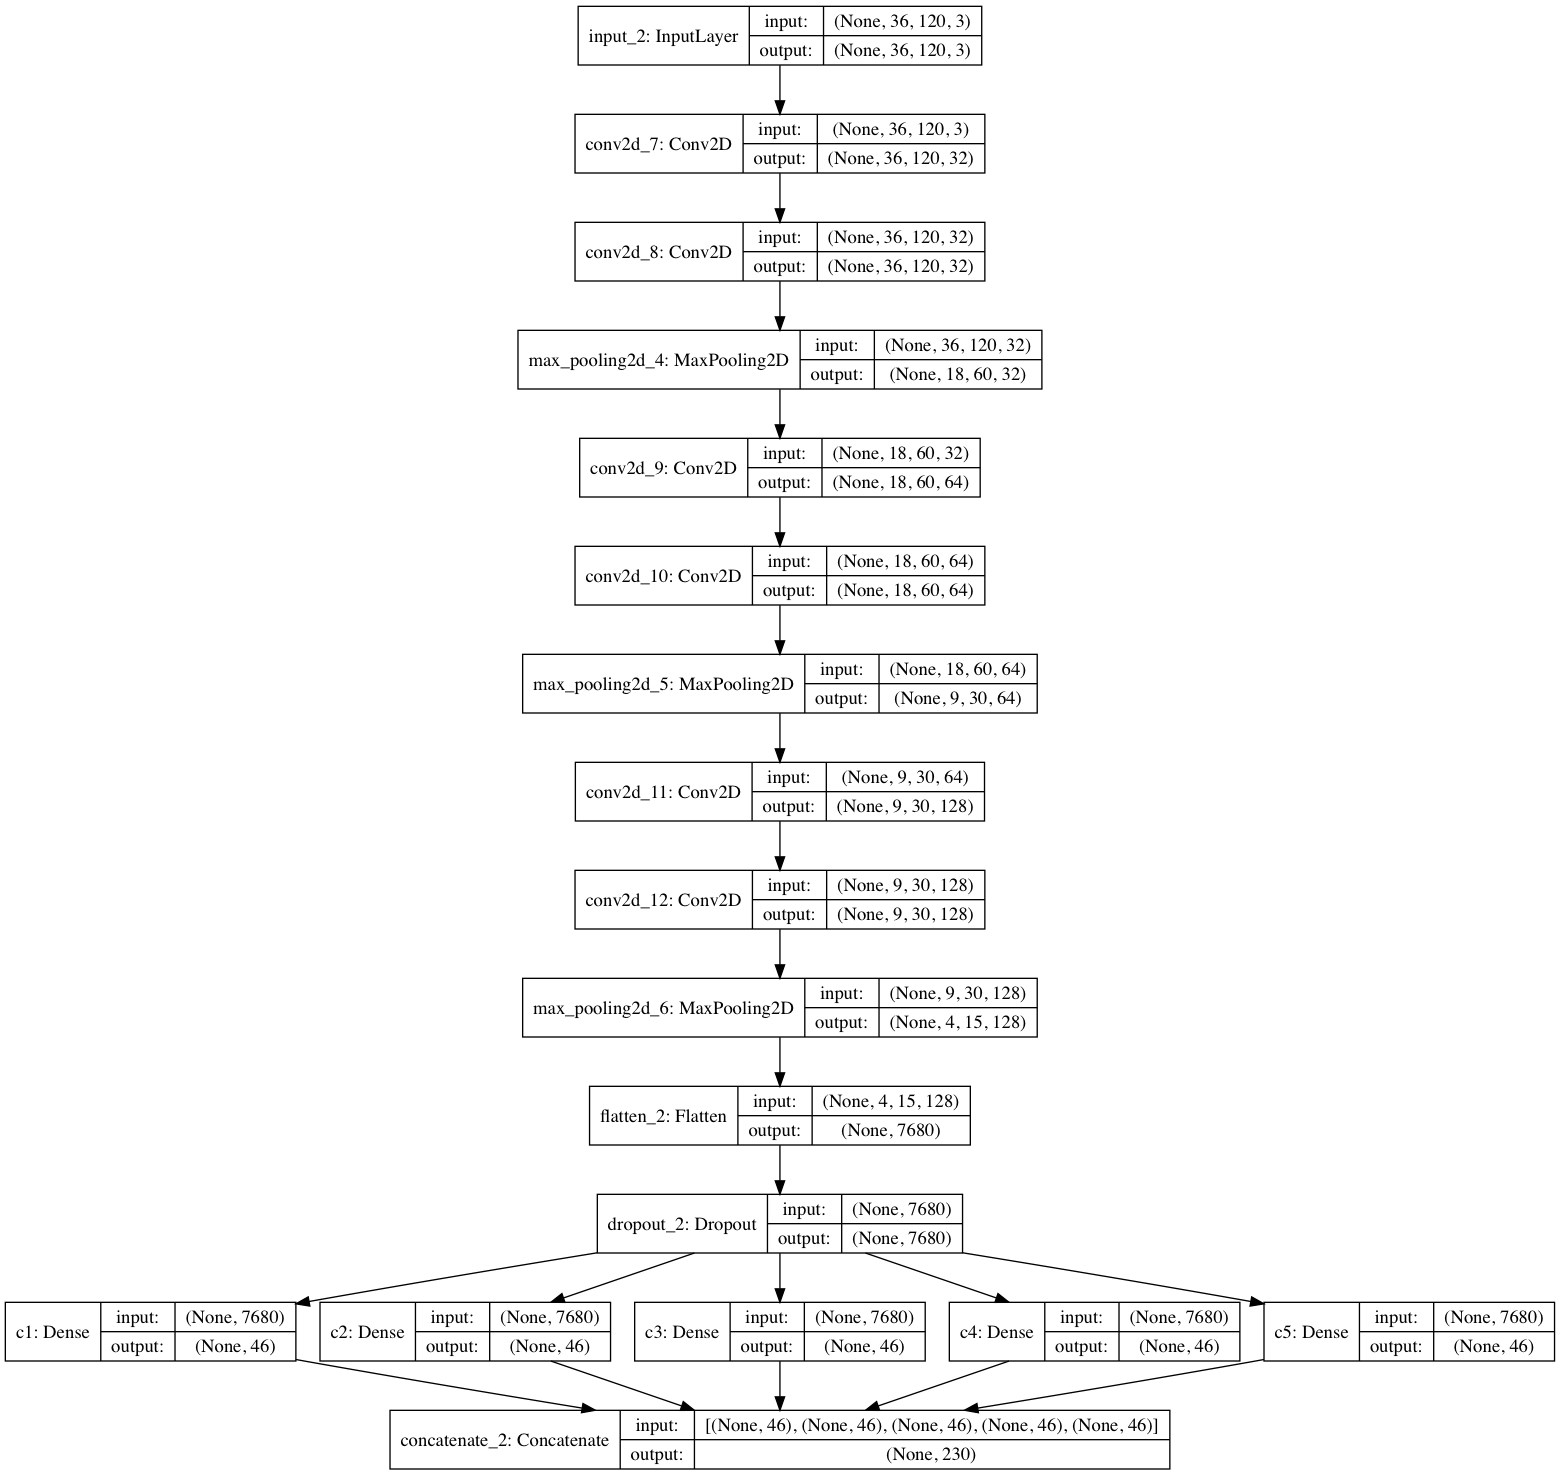 input_2: InputLayer
input: (None, 36, 120, 3)
output: (None, 36, 120, 3)
conv2d_7: Conv2D
input: (None, 36, 120, 3)
output: (None, 36, 120, 32)
conv2d_8: Conv2D
input: (None, 36, 120, 32)
output: (None, 36, 120, 32)
max_pooling2d_4: MaxPooling2D
input: (None, 36, 120, 32)
output: (None, 18, 60, 32)
conv2d_9: Conv2D
input: (None, 18, 60, 32)
output: (None, 18, 60, 64)
conv2d_10: Conv2D
input: (None, 18, 60, 64)
output: (None, 18, 60, 64)
max_pooling2d_5: MaxPooling2D
input: (None, 18, 60, 64)
output: (None, 9, 30, 64)
conv2d_11: Conv2D
input: (None, 9, 30, 64)
output: (None, 9, 30, 128)
conv2d_12: Conv2D
input: (None, 9, 30, 128)
output: (None, 9, 30, 128)
max_pooling2d_6: MaxPooling2D
input: (None, 9, 30, 128)
output: (None, 4, 15, 128)
flatten_2: Flatten
input: (None, 4, 15, 128)
output: (None, 7680)
dropout_2: Dropout
input: (None, 7680)
output: (None, 7680)
c1: Dense
input: (None, 7680)
output: (None, 46)
c2: Dense
input: (None, 7680)
output: (None, 46)
c3: Dense
input: (None, 7680)
output: (None, 46)
c4: Dense
input: (None, 7680)
output: (None, 46)
c5: Dense
input: (None, 7680)
output: (None, 46)
concatenate_2: Concatenate
input: [(None, 46), (None, 46), (None, 46), (None, 46), (None, 46)]
output: (None, 230)